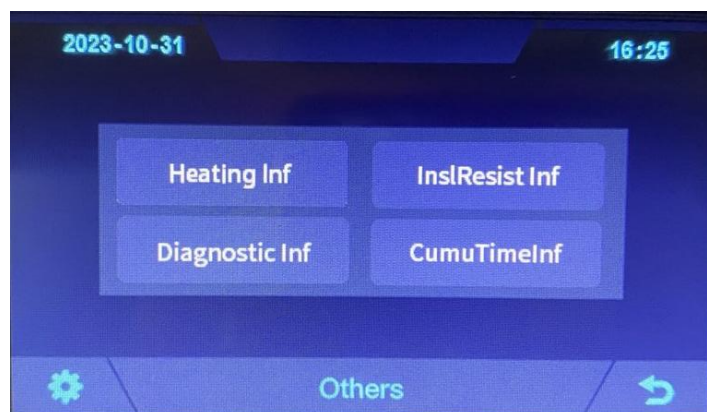 2023-10-31 16:25
Heating Inf InslResist Inf
Diagnostic Inf CumuTimeInf
Others